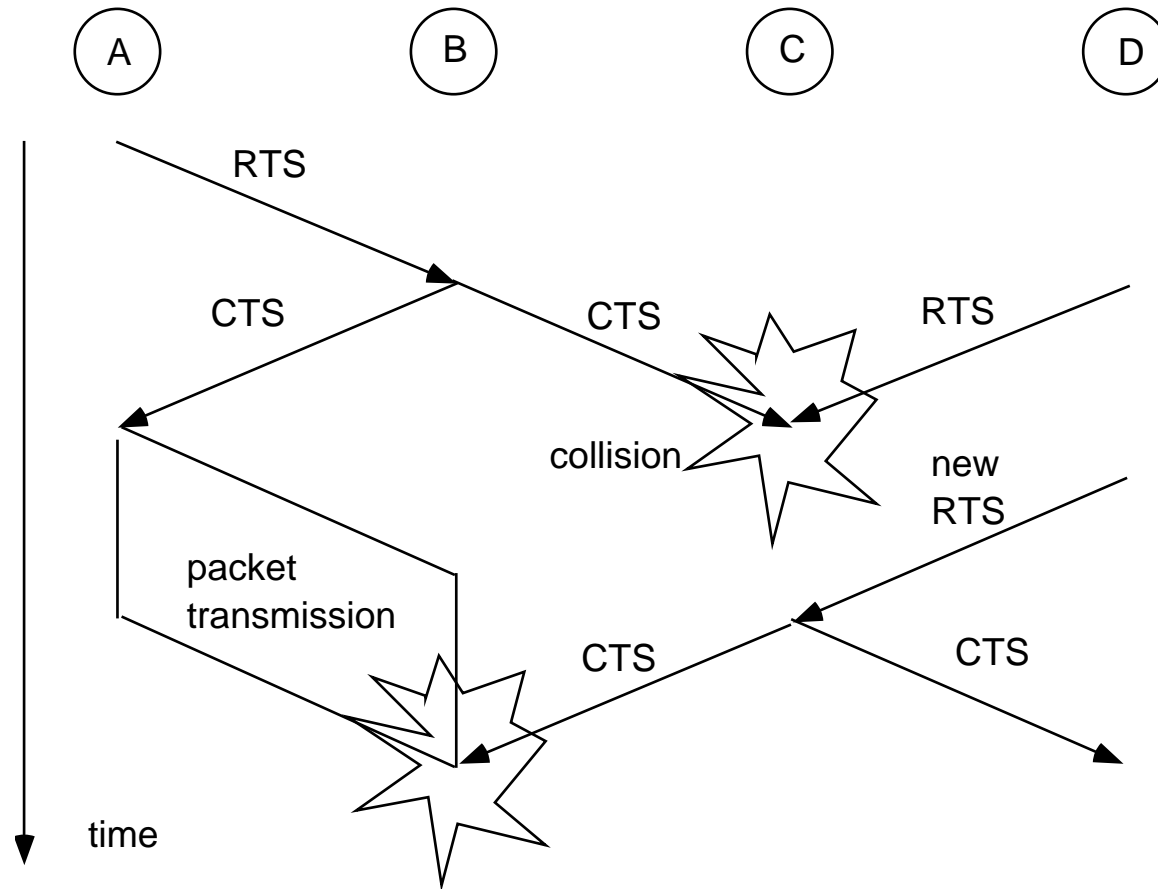 A B C D
RTS
CTS CTS RTS
collision
new
RTS
packet
transmission
CTS CTS
time